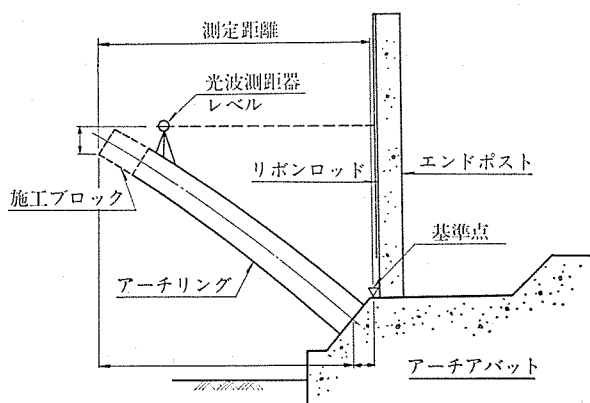 測定距離
光波測距器
レベル
リボンロッド
エンドポスト
施工ブロック
基準点
アーチリング
アーチアバット